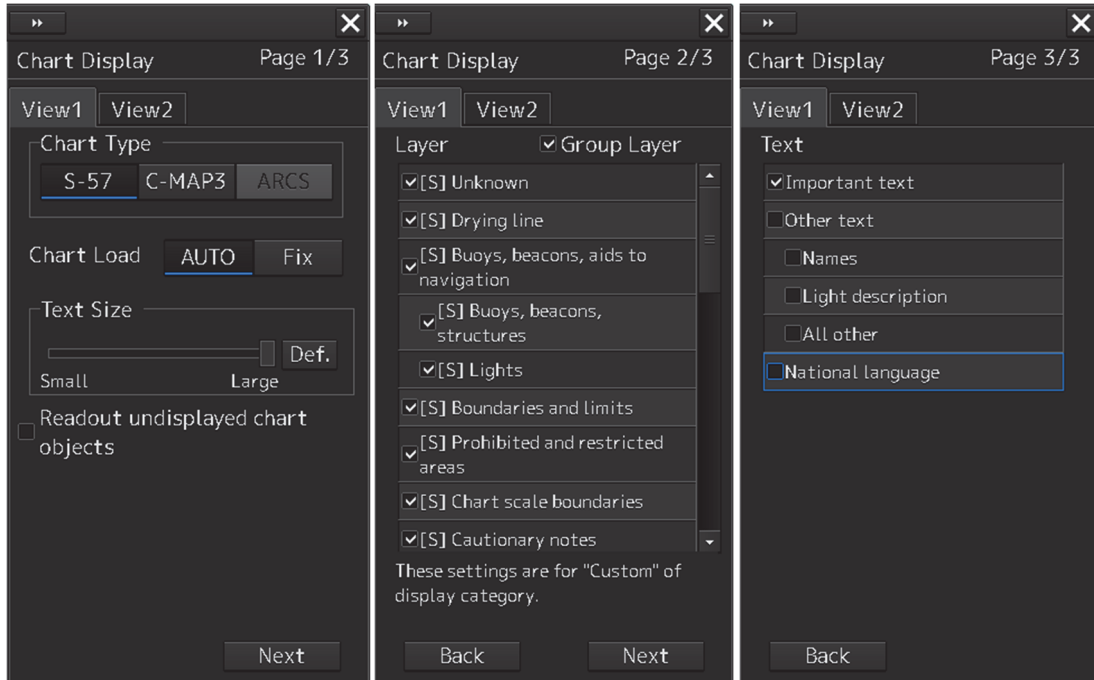 Chart Display Page 1/3
View1 View2
Chart Type
S-57 C-MAP3 ARCS
Chart Load AUTO Fix
Text Size
Def.
Small Large
Readout undisplayed chart
objects
Next
Chart Display Page 2/3
View1 View2
Layer Group Layer
[S] Unknown
[S] Drying line
[S] Buoys, beacons, aids to
navigation
[S] Buoys, beacons,
structures
[S] Lights
[S] Boundaries and limits
[S] Prohibited and restricted
areas
[S] Chart scale boundaries
[S] Cautionary notes
These settings are for "Custom" of
display category.
Back Next
Chart Display Page 3/3
View1 View2
Text
Important text
Other text
Names
Light description
All other
National language
Back